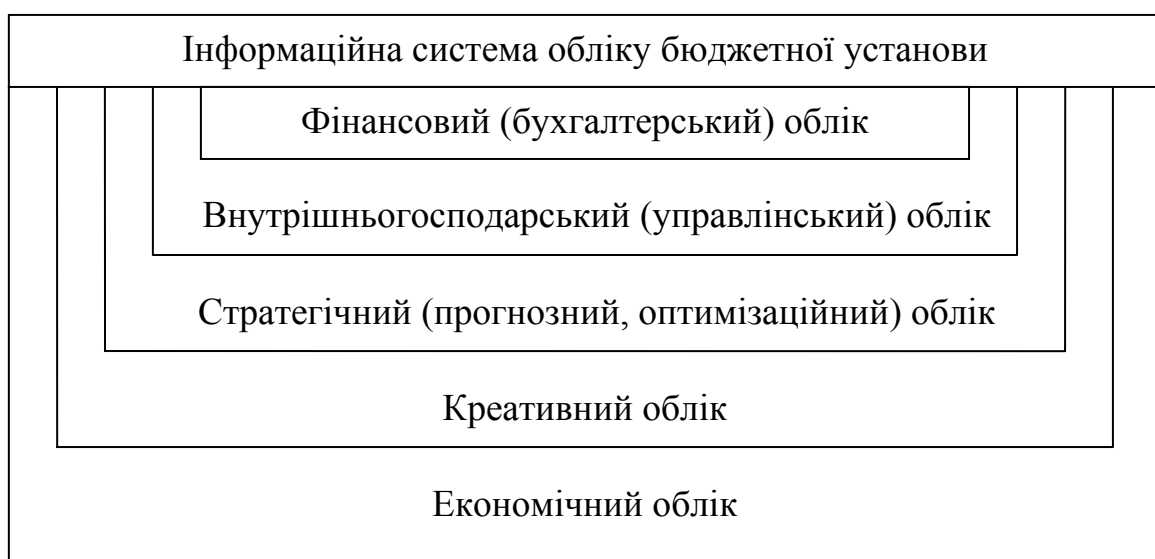 Інформаційна система обліку бюджетної установи
Фінансовий (бухгалтерський) облік
Внутрішньогосподарський (управлінський) облік
Стратегічний (прогнозний, оптимізаційний) облік
Креативний облік
Економічний облік